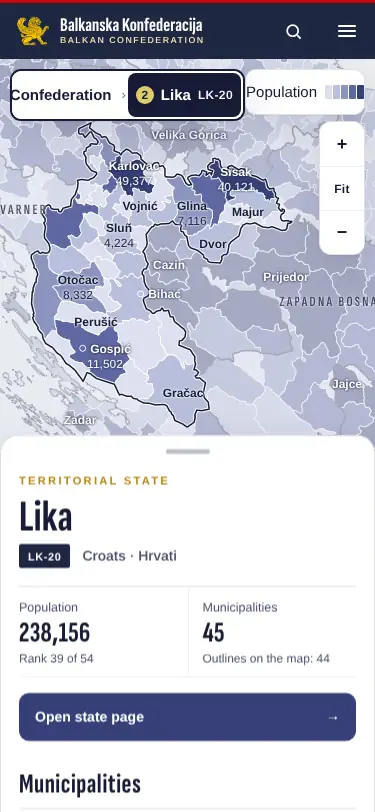 Balkanska Konfederacija
BALKAN CONFEDERATION
Confederation › 2 Lika LK-20
Population
Velika Gorica
Karlovac
49,377
Sisak
40,121
+
Fit
−
VARNER
Vojnić
Glina
7,116
Majur
Sluň
4,224
Dvor
Cazin
Prijedor
Otočac
8,332
Bihać
ZAPADNA BOSNA
Perušić
Gospić
11,502
Gračac
Jajce
Zadar
TERRITORIAL STATE
Lika
LK-20 Croats · Hrvati
Population
238,156
Rank 39 of 54
Municipalities
45
Outlines on the map: 44
Open state page →
Municipalities